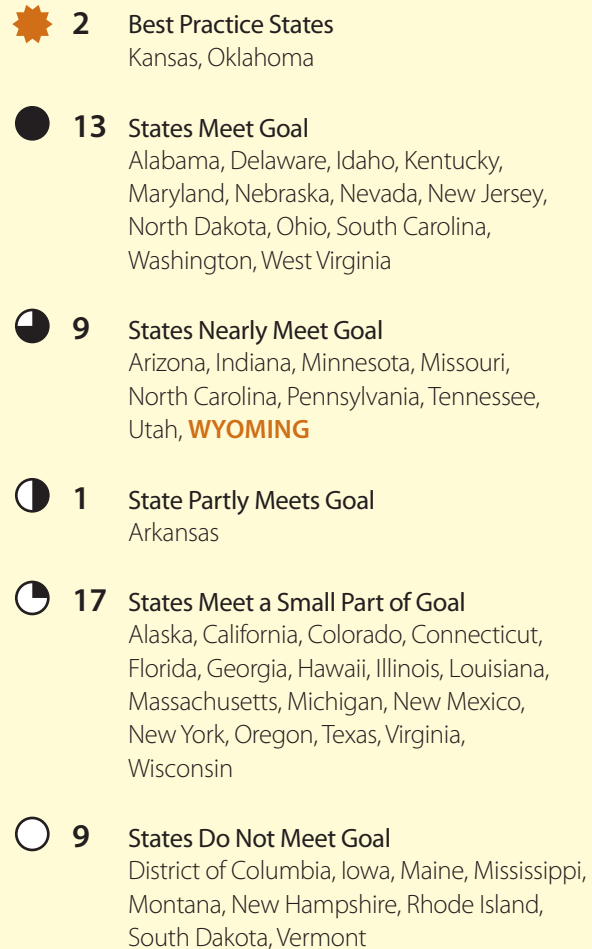 2 Best Practice States
Kansas, Oklahoma
13 States Meet Goal
Alabama, Delaware, Idaho, Kentucky,
Maryland, Nebraska, Nevada, New Jersey,
North Dakota, Ohio, South Carolina,
Washington, West Virginia
9 States Nearly Meet Goal
Arizona, Indiana, Minnesota, Missouri,
North Carolina, Pennsylvania, Tennessee,
Utah, WYOMING
1 State Partly Meets Goal
Arkansas
17 States Meet a Small Part of Goal
Alaska, California, Colorado, Connecticut,
Florida, Georgia, Hawaii, Illinois, Louisiana,
Massachusetts, Michigan, New Mexico,
New York, Oregon, Texas, Virginia,
Wisconsin
9 States Do Not Meet Goal
District of Columbia, Iowa, Maine, Mississippi,
Montana, New Hampshire, Rhode Island,
South Dakota, Vermont